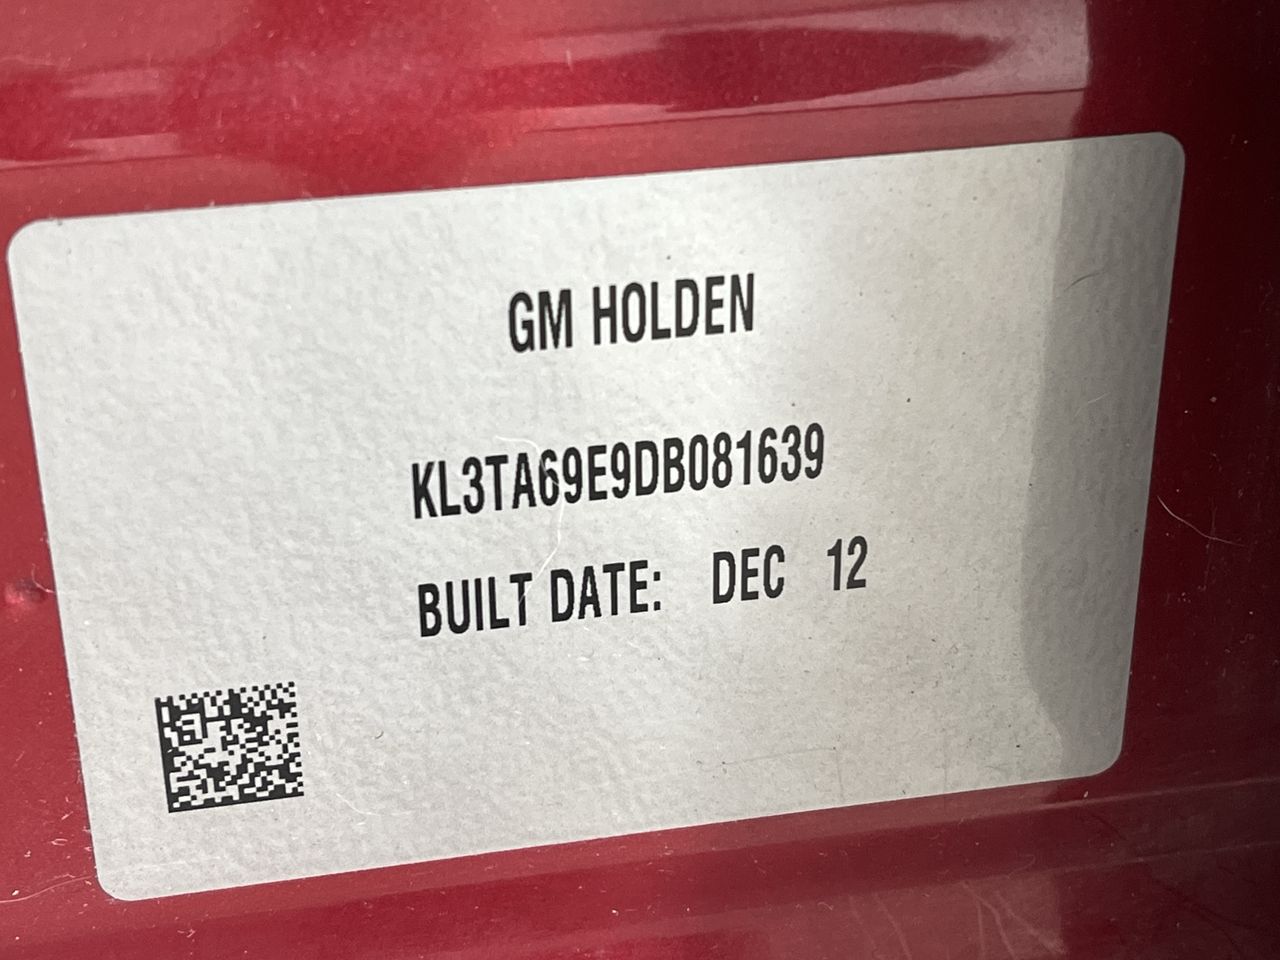 GM HOLDEN
KL3TA69E9DB081639
BUILT DATE: DEC 12